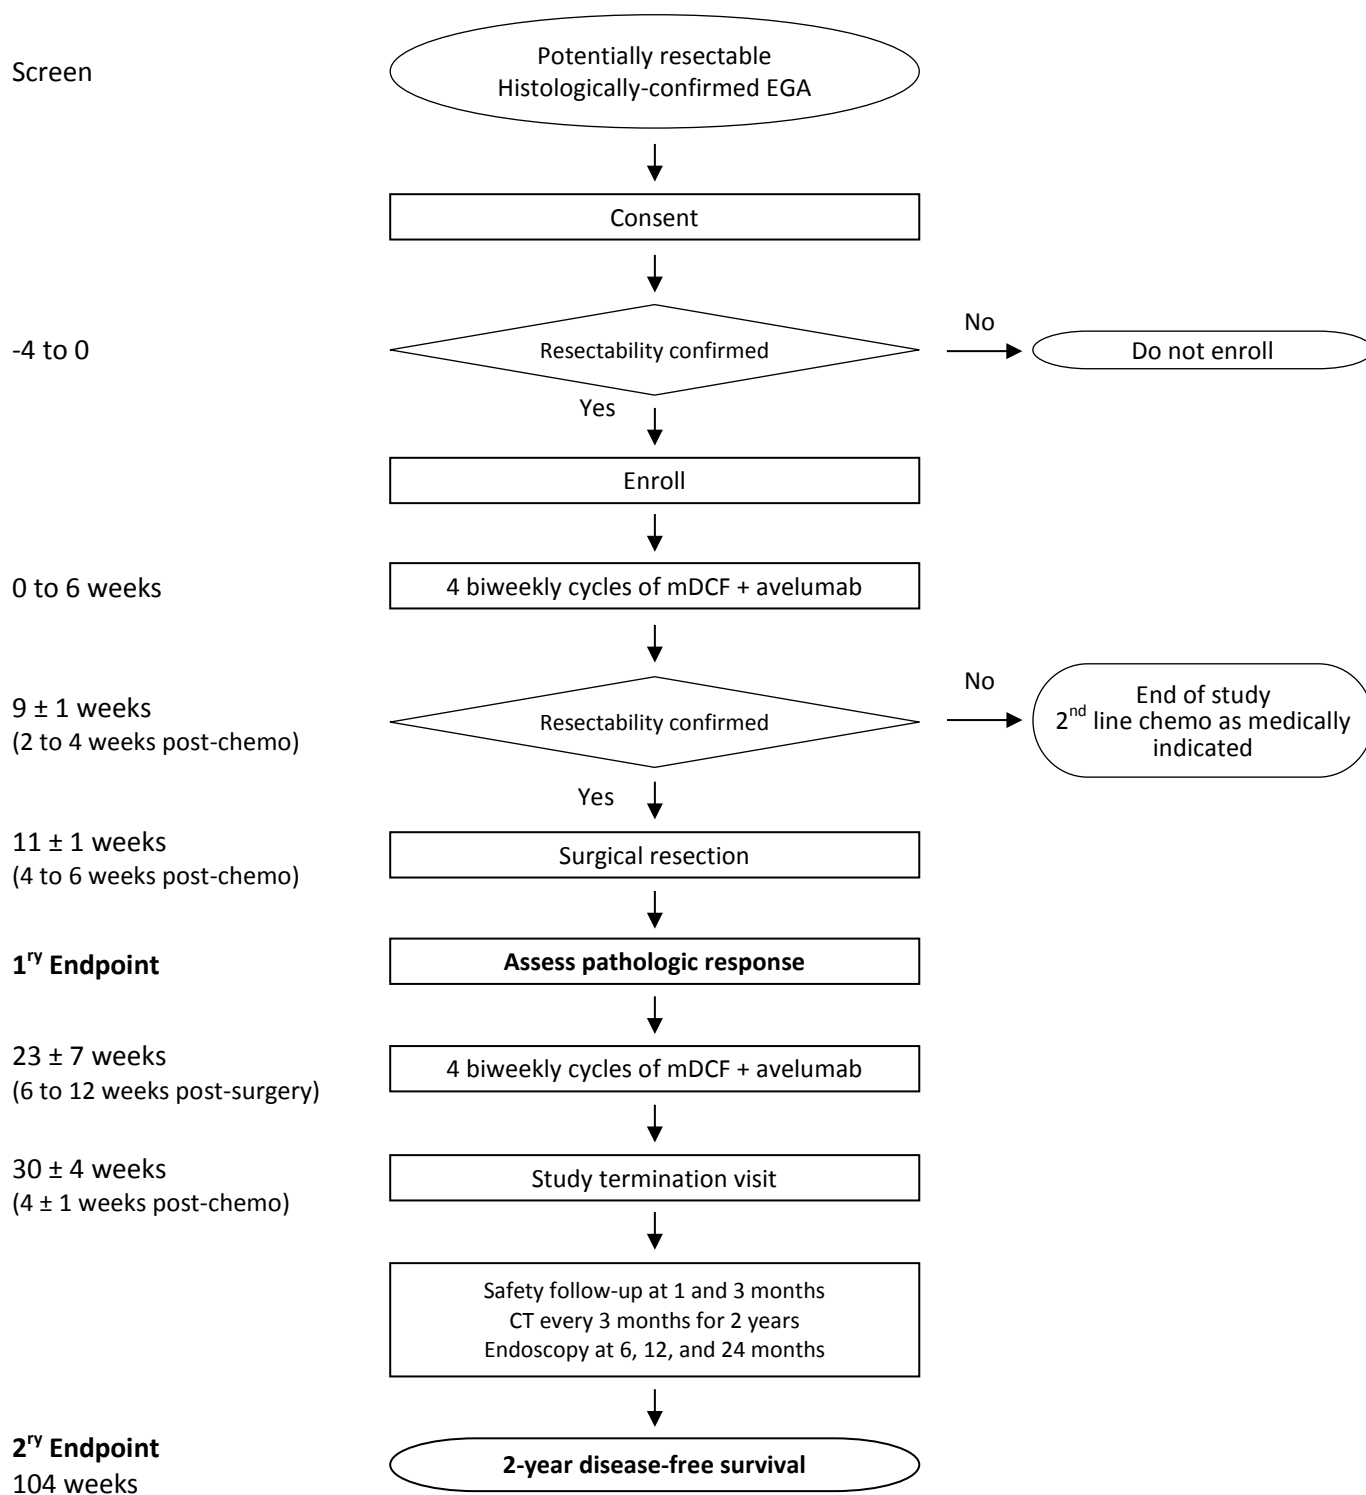 Screen
Potentially resectable
Histologically-confirmed EGA
Consent
-4 to 0
Resectability confirmed
No
Do not enroll
Yes
Enroll
0 to 6 weeks
4 biweekly cycles of mDCF + avelumab
9 ± 1 weeks
(2 to 4 weeks post-chemo)
Resectability confirmed
No
End of study
2nd line chemo as medically
indicated
Yes
11 ± 1 weeks
(4 to 6 weeks post-chemo)
Surgical resection
1ry Endpoint
Assess pathologic response
23 ± 7 weeks
(6 to 12 weeks post-surgery)
4 biweekly cycles of mDCF + avelumab
30 ± 4 weeks
(4 ± 1 weeks post-chemo)
Study termination visit
Safety follow-up at 1 and 3 months
CT every 3 months for 2 years
Endoscopy at 6, 12, and 24 months
2ry Endpoint
104 weeks
2-year disease-free survival